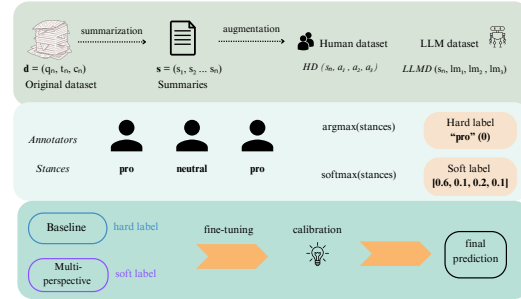 summarization
augmentation
Human dataset
LLM dataset
d = (qₙ, tₙ, cₙ)
s = (s₁, s₂ ... sₙ)
HD (sₙ, a₁, a₂, a₃)
LLMD (sₙ, lm₁, lm₂, lm₃)
Original dataset
Summaries
Annotators
argmax(stances)
Hard label
“pro” (0)
Stances
pro
neutral
pro
softmax(stances)
Soft label
[0.6, 0.1, 0.2, 0.1]
Baseline
hard label
fine-tuning
calibration
final
prediction
Multi-
perspective
soft label